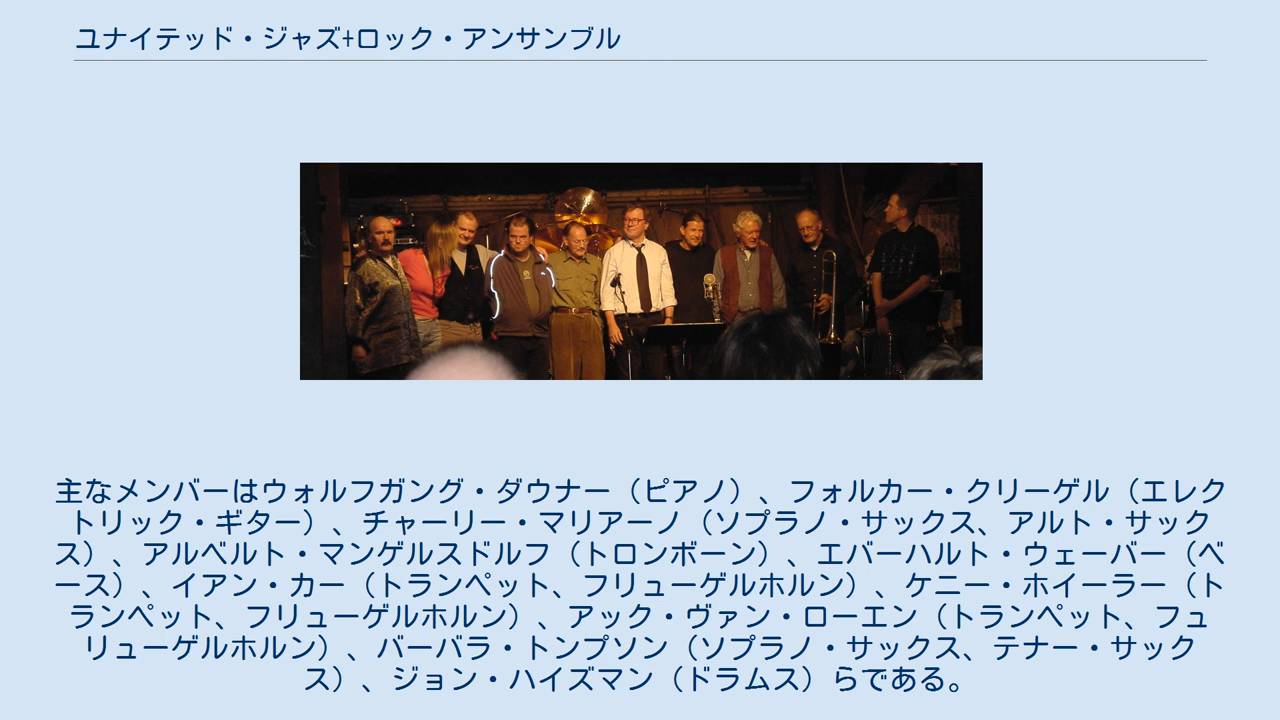 ユナイテッド・ジャズ+ロック・アンサンブル
主なメンバーはウォルフガング・ダウナー（ピアノ）、フォルカー・クリーゲル（エレク
トリック・ギター）、チャーリー・マリアーノ（ソプラノ・サックス、アルト・サック
ス）、アルベルト・マンゲルスドルフ（トロンボーン）、エバーハルト・ウェーバー（ベ
ース）、イアン・カー（トランペット、フリューゲルホルン）、ケニー・ホイーラー（ト
ランペット、フリューゲルホルン）、アック・ヴァン・ローエン（トランペット、フュ
リューゲルホルン）、バーバラ・トンプソン（ソプラノ・サックス、テナー・サック
ス）、ジョン・ハイズマン（ドラムス）らである。